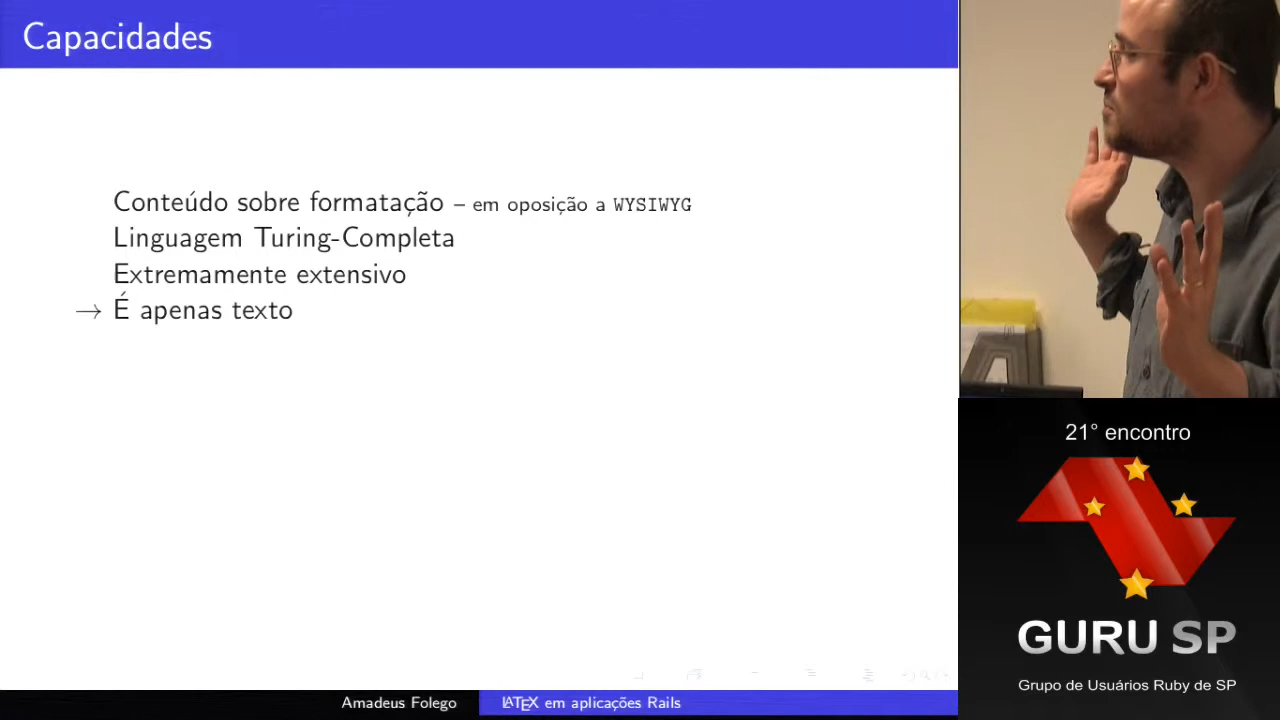 Capacidades
Conteúdo sobre formatação – em oposição a WYSIWYG
Linguagem Turing-Completa
Extremamente extensivo
→ É apenas texto
Amadeus Folego
LATEX em aplicações Rails
21° encontro
GURU SP
Grupo de Usuários Ruby de SP